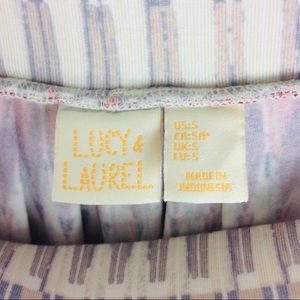 LUCY &
LAUREL
US:S
CA:S/P
UK:S
EU:S
MADE IN
INDONESIA